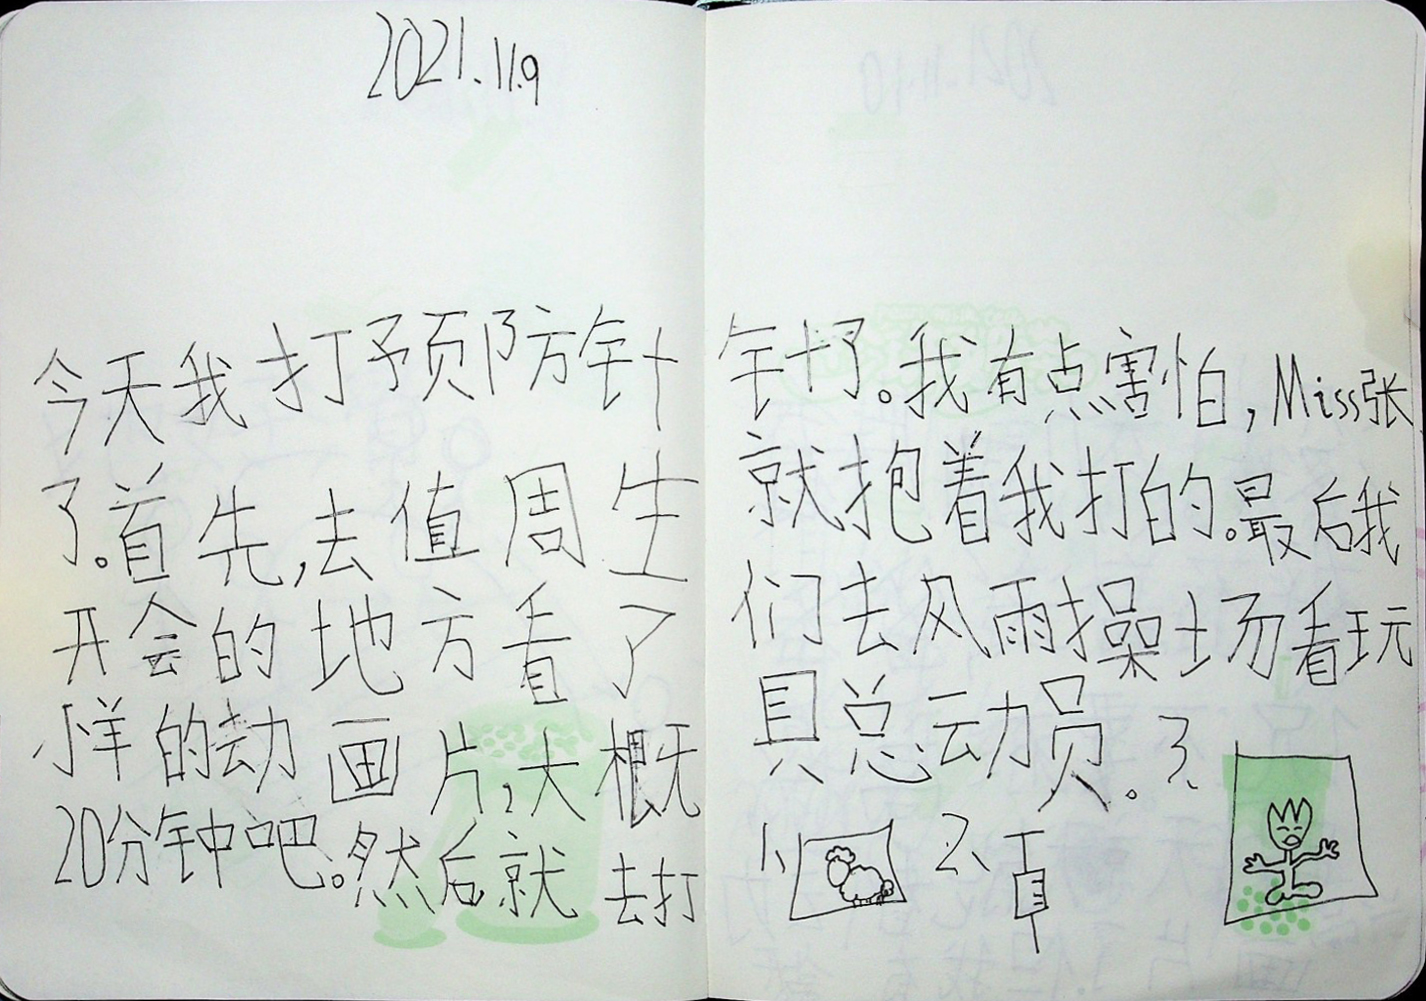 2021.11.9
今天我打预防针
了。首先,去值周生
开会的地方看了
小羊的动画片,大概
20分钟吧。然后就去打
针了。我有点害怕,Miss张
就抱着我打的。最后我
们去风雨操场看玩
具总动员。
1、
2、
3、